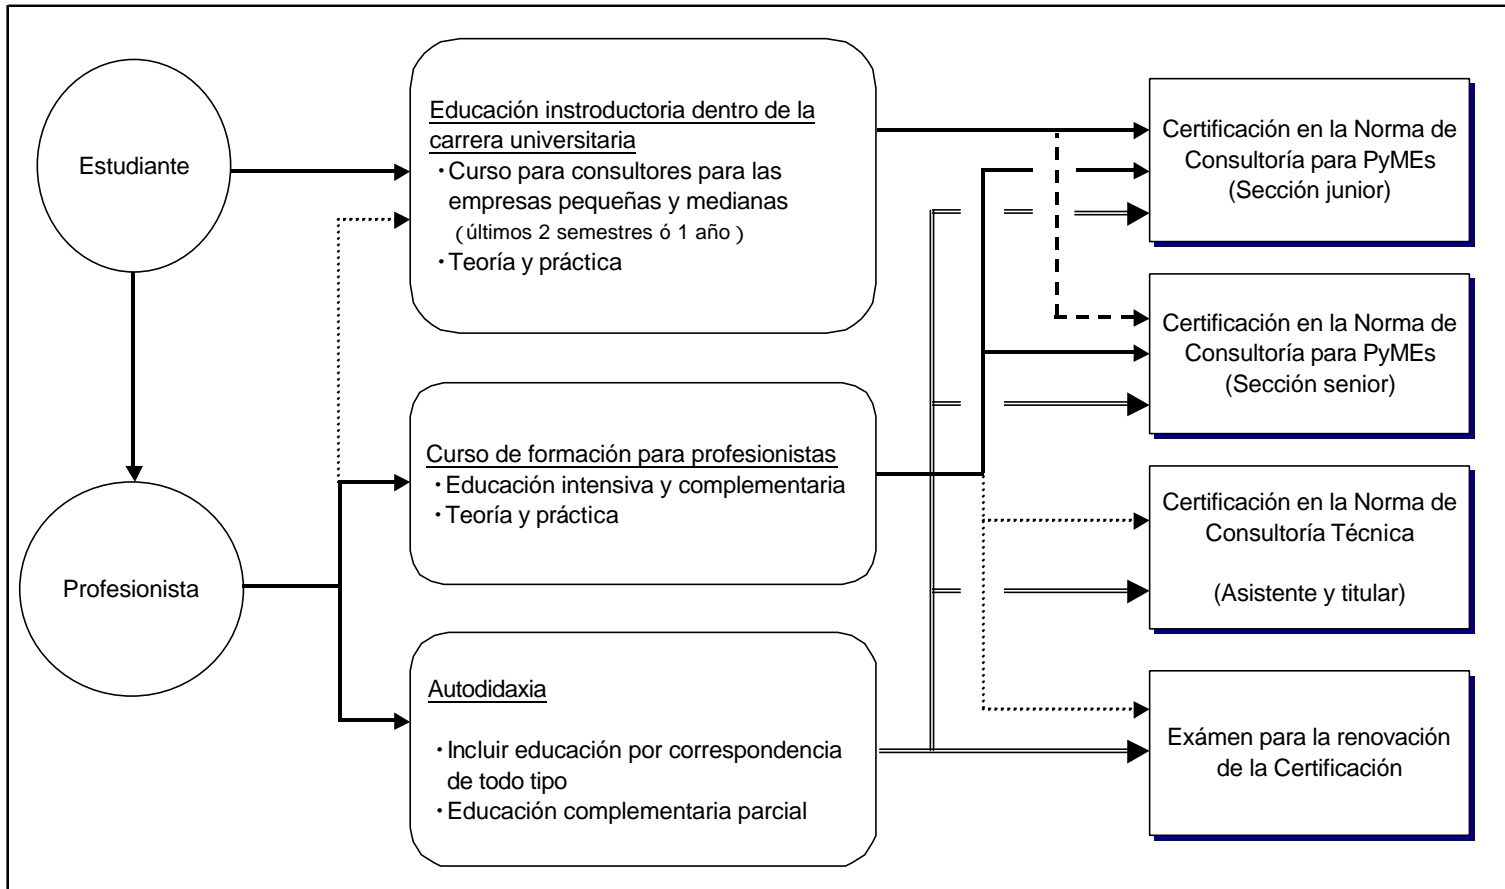 Estudiante
Profesionista
Educación instroductoria dentro de la
carrera universitaria
・Curso para consultores para las
empresas pequeñas y medianas
(últimos 2 semestres ó 1 año)
・Teoría y práctica
Curso de formación para profesionistas
・Educación intensiva y complementaria
・Teoría y práctica
Autodidaxia
・Incluir educación por correspondencia
de todo tipo
・Educación complementaria parcial
Certificación en la Norma de
Consultoría para PyMEs
(Sección junior)
Certificación en la Norma de
Consultoría para PyMEs
(Sección senior)
Certificación en la Norma de
Consultoría Técnica
(Asistente y titular)
Exámen para la renovación
de la Certificación